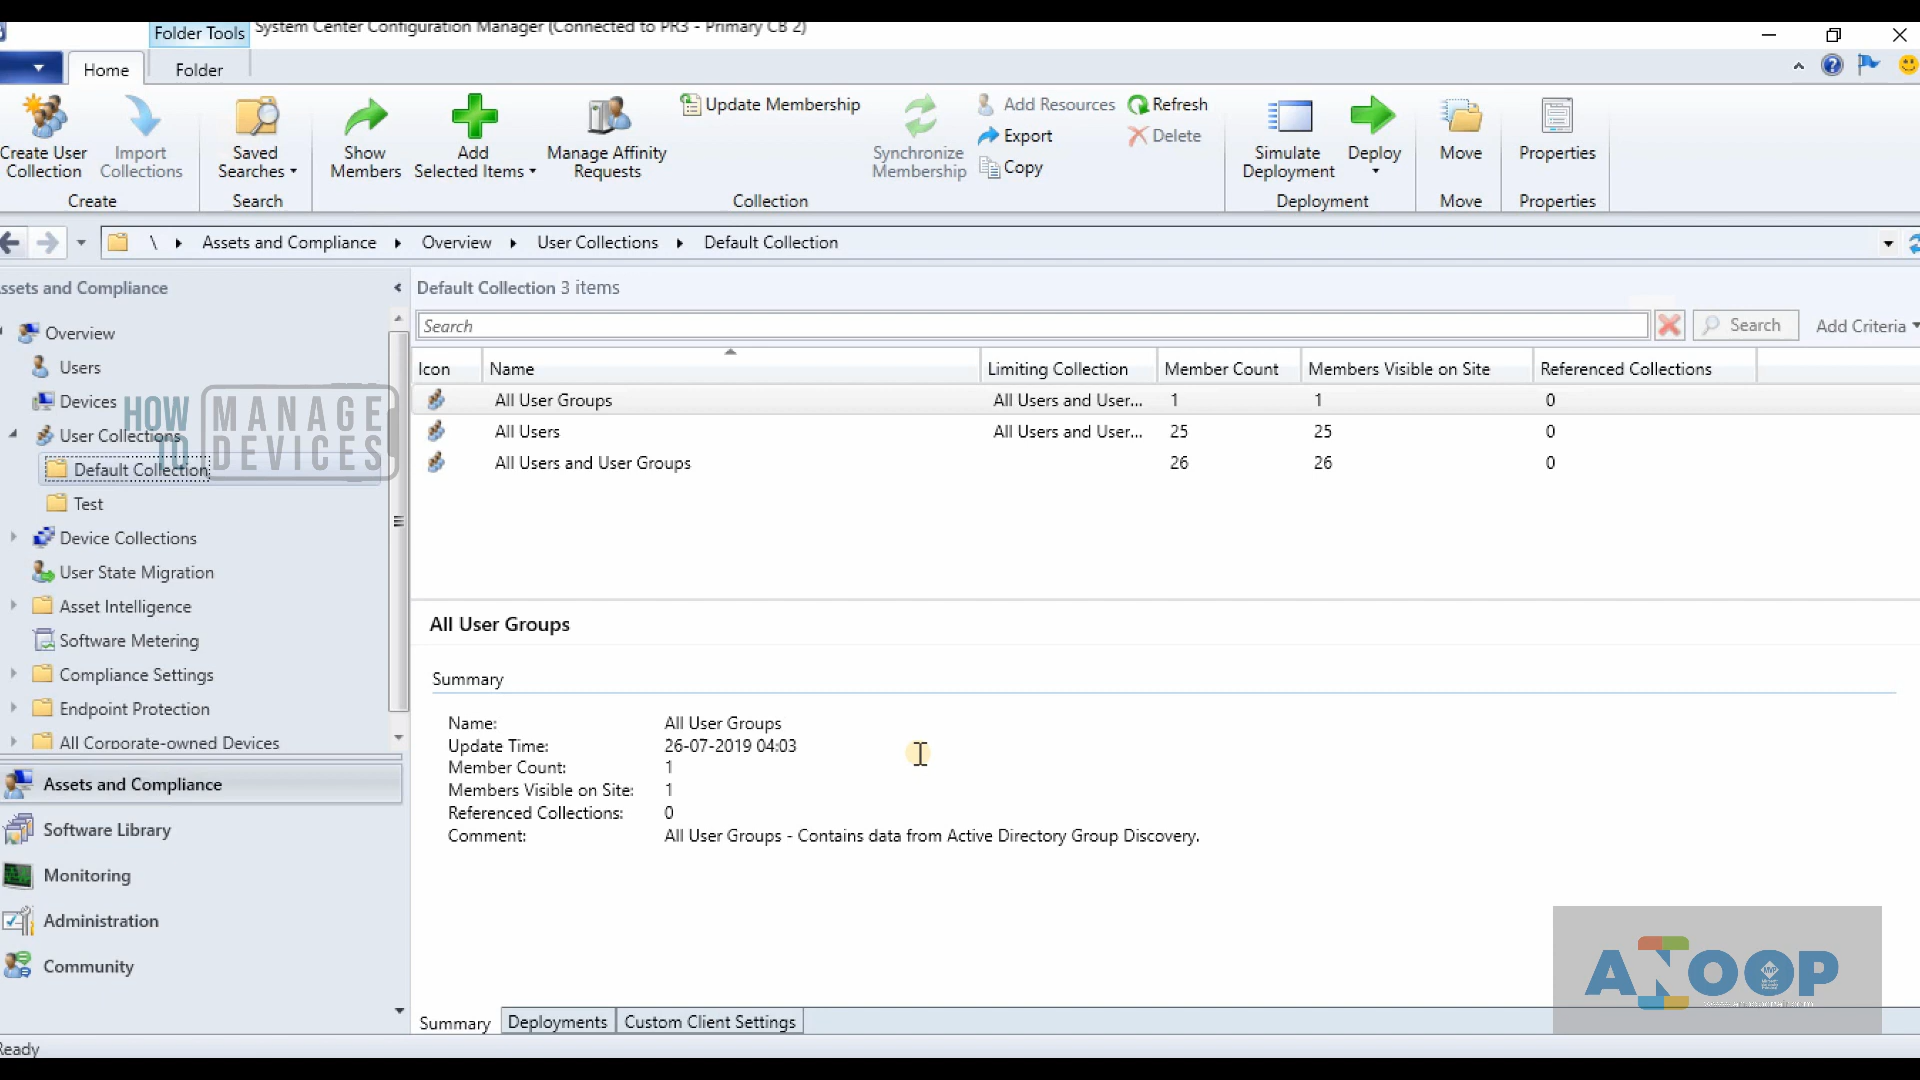 Folder Tools
System Center Configuration Manager (Connected to PR3 - Primary CB 2)
Home
Folder
Create User
Collection
Import
Collections
Create
Saved
Searches
Search
Show
Members
Add
Selected Items
Manage Affinity
Requests
Update Membership
Synchronize
Membership
Add Resources
Export
Copy
Refresh
Delete
Collection
Simulate
Deployment
Deploy
Deployment
Move
Move
Properties
Properties
\ Assets and Compliance Overview User Collections Default Collection
ssets and Compliance
Overview
Users
Devices
User Collections
Default Collection
Test
Device Collections
User State Migration
Asset Intelligence
Software Metering
Compliance Settings
Endpoint Protection
All Corporate-owned Devices
HOW TO
MANAGE
DEVICES
Assets and Compliance
Software Library
Monitoring
Administration
Community
Default Collection 3 items
Search
Search
Add Criteria
Icon Name Limiting Collection Member Count Members Visible on Site Referenced Collections
All User Groups All Users and User... 1 1 0
All Users All Users and User... 25 25 0
All Users and User Groups 26 26 0
All User Groups
Summary
Name: All User Groups
Update Time: 26-07-2019 04:03
Member Count: 1
Members Visible on Site: 1
Referenced Collections: 0
Comment: All User Groups - Contains data from Active Directory Group Discovery.
ANOOP
Summary Deployments Custom Client Settings
Ready